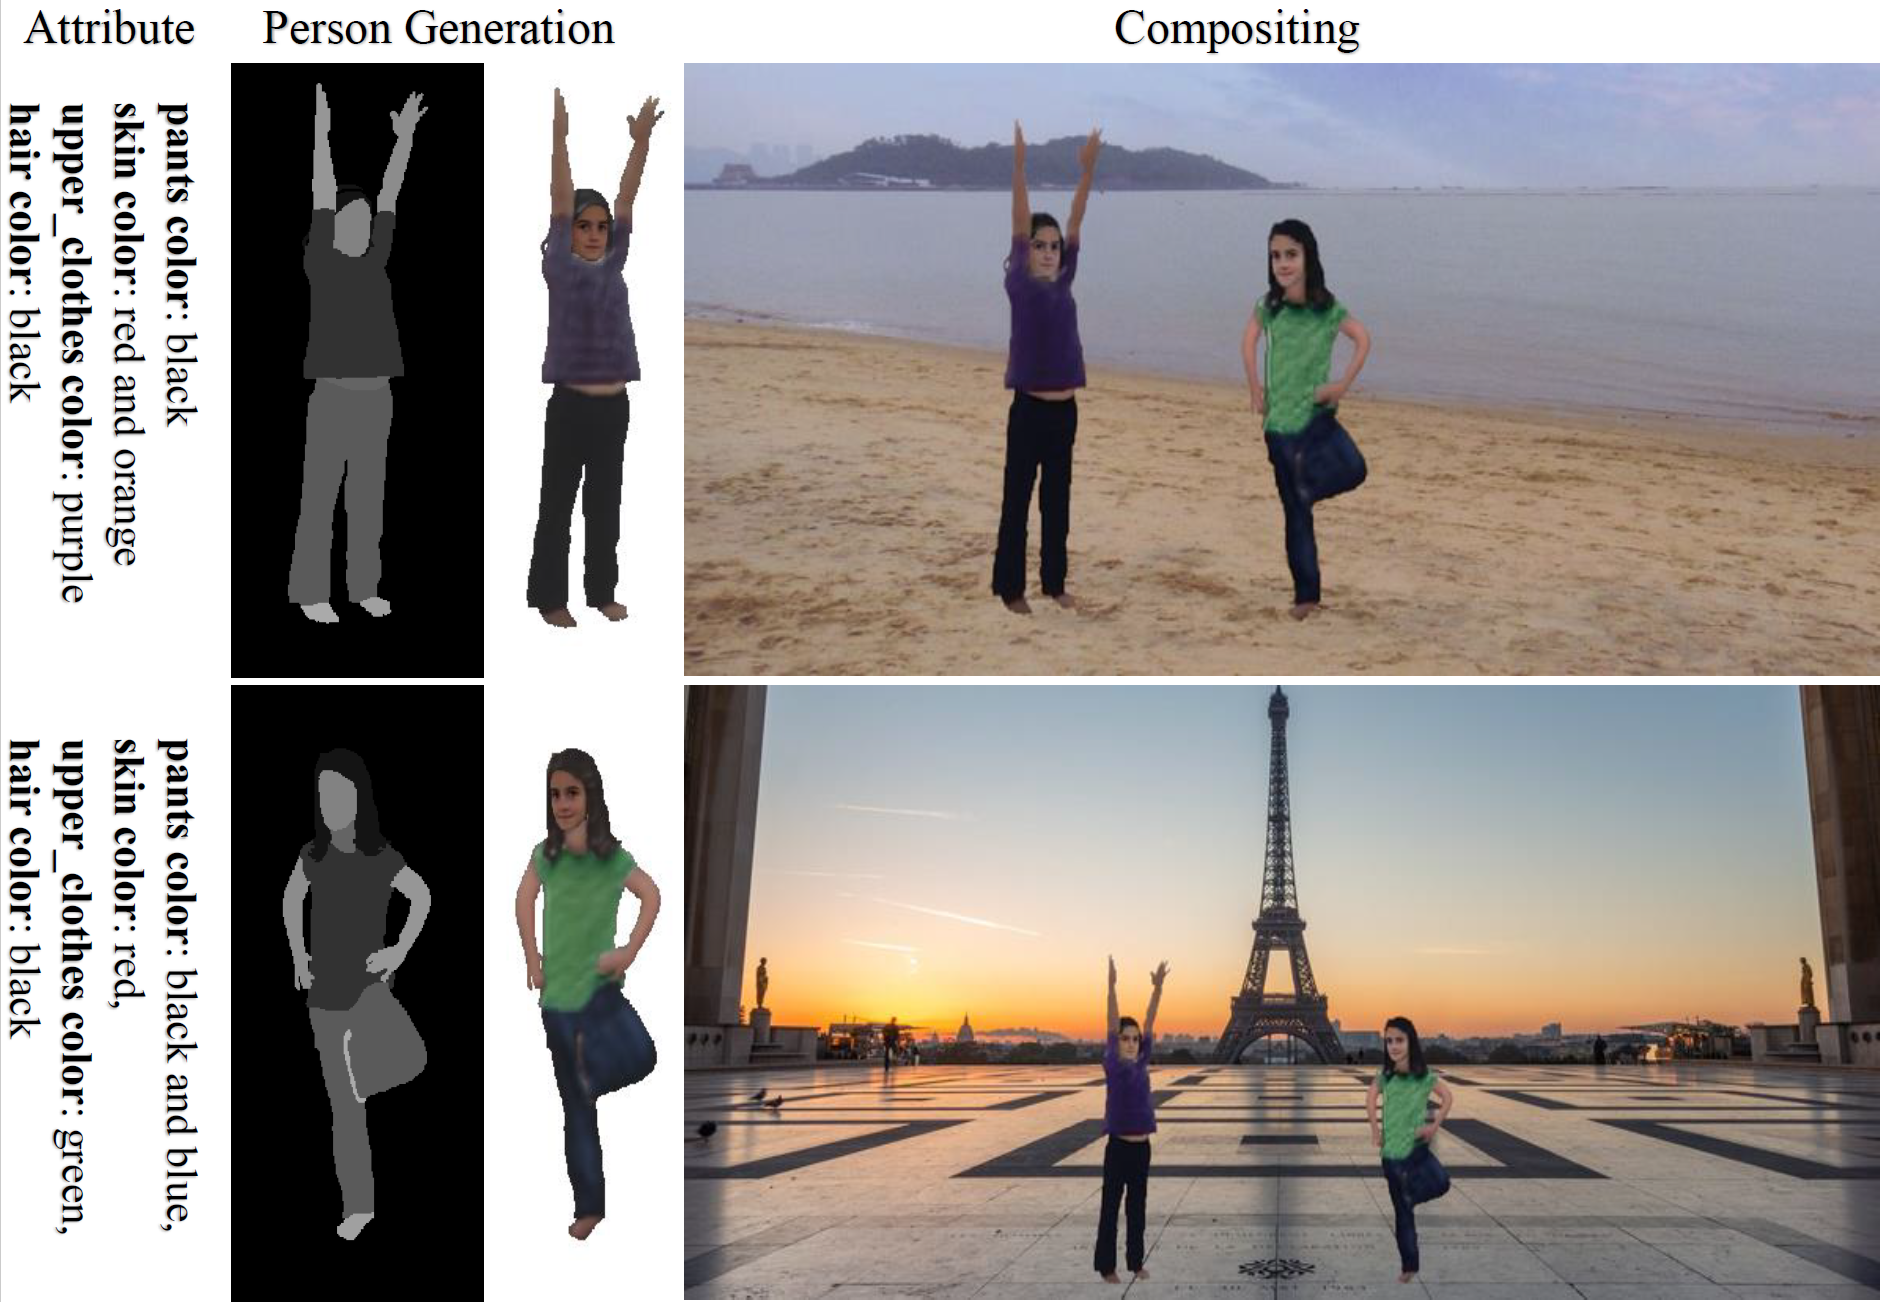 Attribute
Person Generation
Compositing
pants color: black
skin color: red and orange
upper_clothes color: purple
hair color: black
pants color: black and blue,
skin color: red,
upper_clothes color: green,
hair color: black